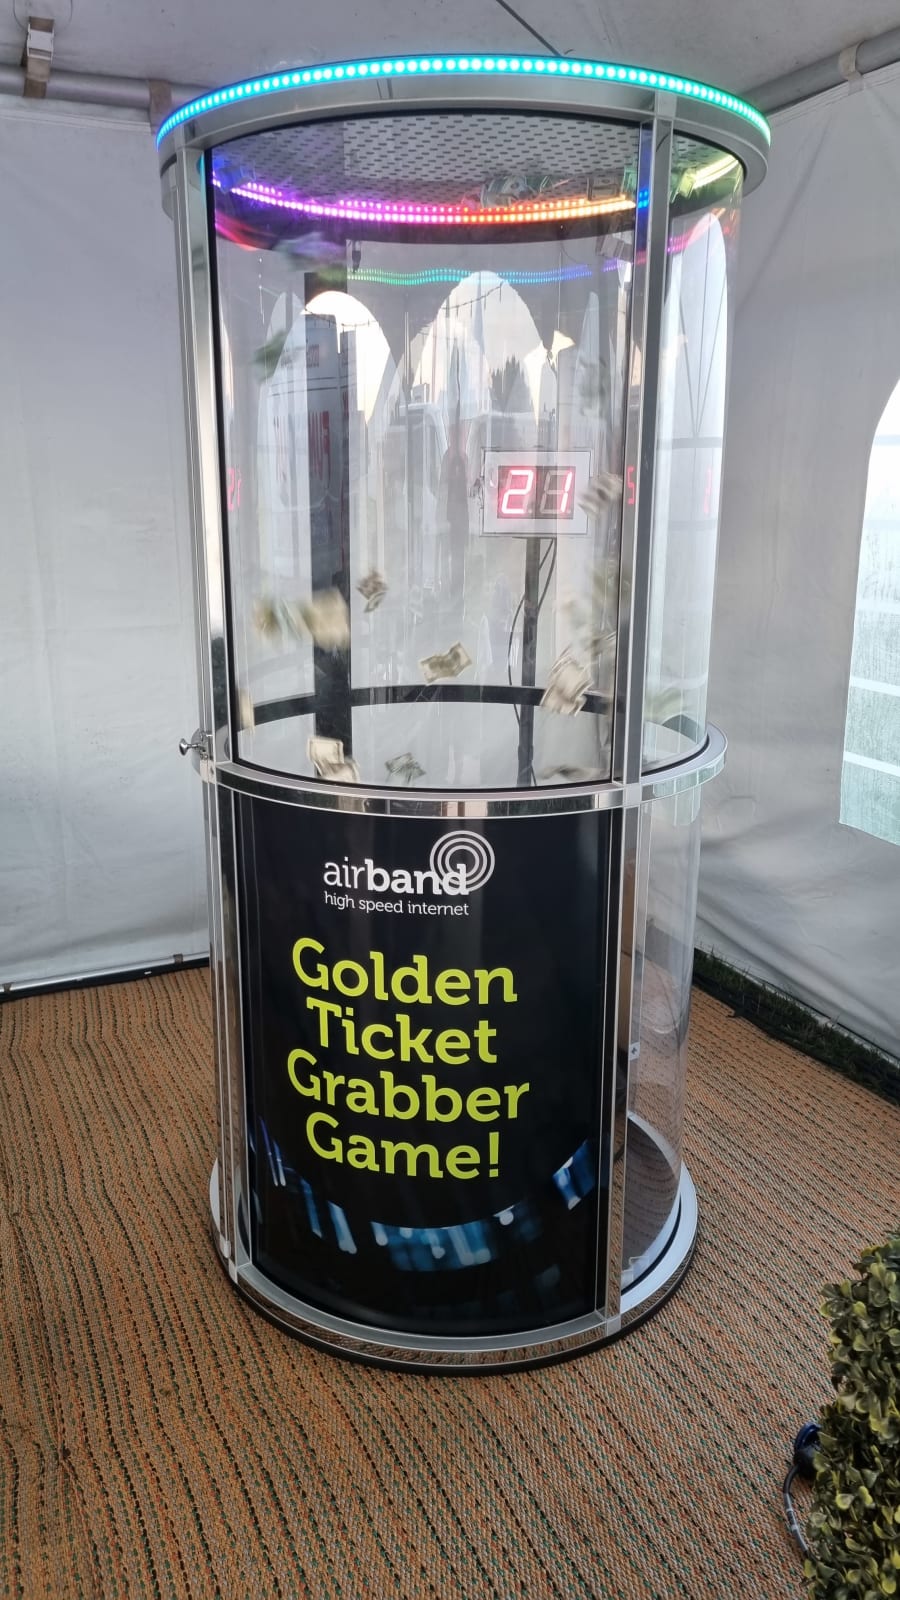 21
airband
high speed internet
Golden
Ticket
Grabber
Game!